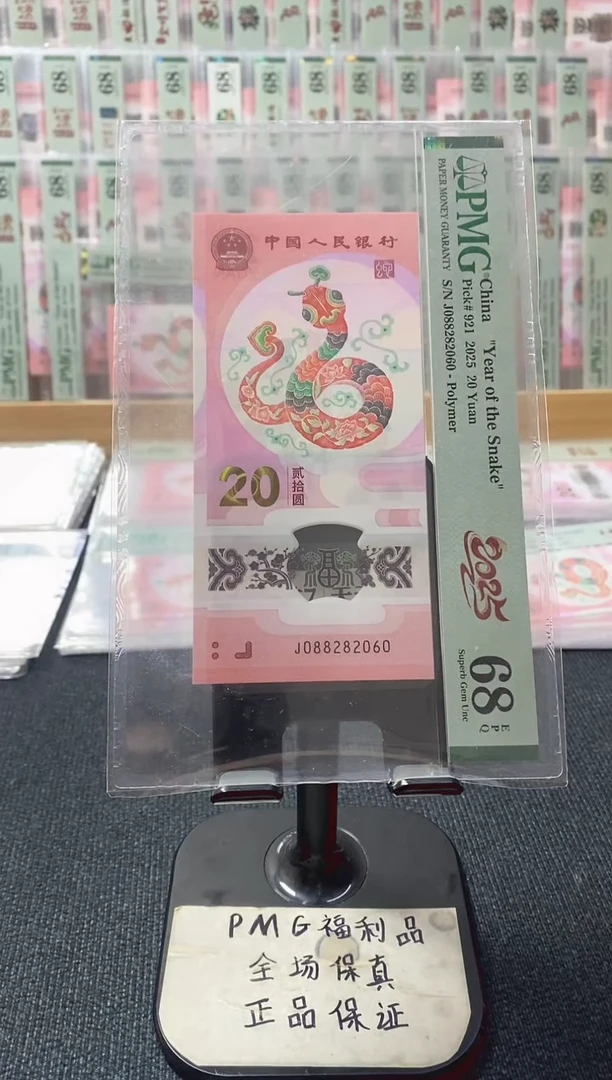 中國人民银行
20
贰拾圆
J088282060
PMG
PAPER MONEY GUARANTY
China "Year of the Snake"
Pick# 921 2025 20 Yuan
S/N J088282060 - Polymer
2025
68 EPQ
Superb Gem Unc
PMG福利品
全场保真
正品保证